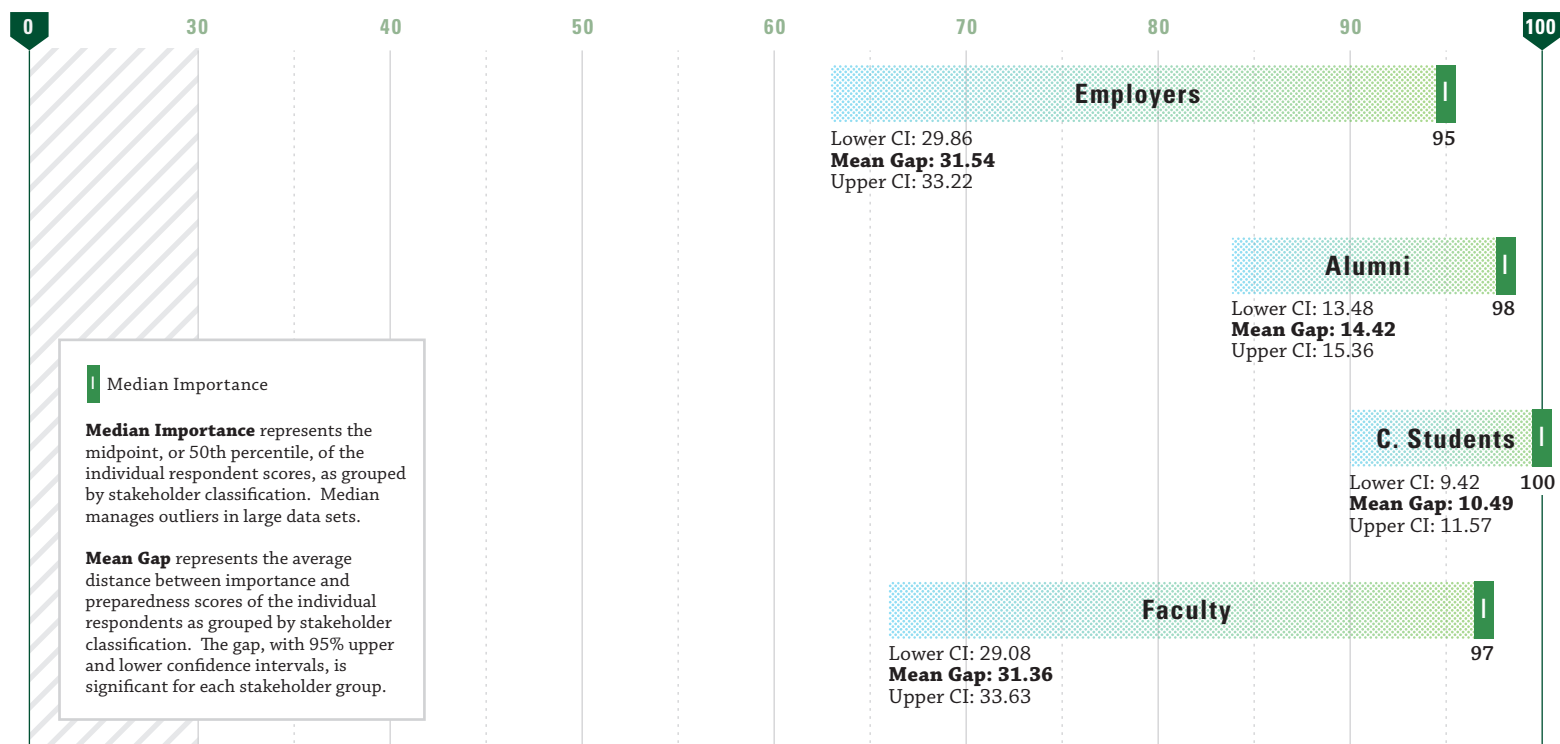 0 30 40 50 60 70 80 90 100
Employers
95
Lower CI: 29.86
Mean Gap: 31.54
Upper CI: 33.22
Alumni
98
Lower CI: 13.48
Mean Gap: 14.42
Upper CI: 15.36
C. Students
100
Lower CI: 9.42
Mean Gap: 10.49
Upper CI: 11.57
Faculty
97
Lower CI: 29.08
Mean Gap: 31.36
Upper CI: 33.63
I Median Importance
Median Importance represents the
midpoint, or 50th percentile, of the
individual respondent scores, as grouped
by stakeholder classification. Median
manages outliers in large data sets.
Mean Gap represents the average
distance between importance and
preparedness scores of the individual
respondents as grouped by stakeholder
classification. The gap, with 95% upper
and lower confidence intervals, is
significant for each stakeholder group.